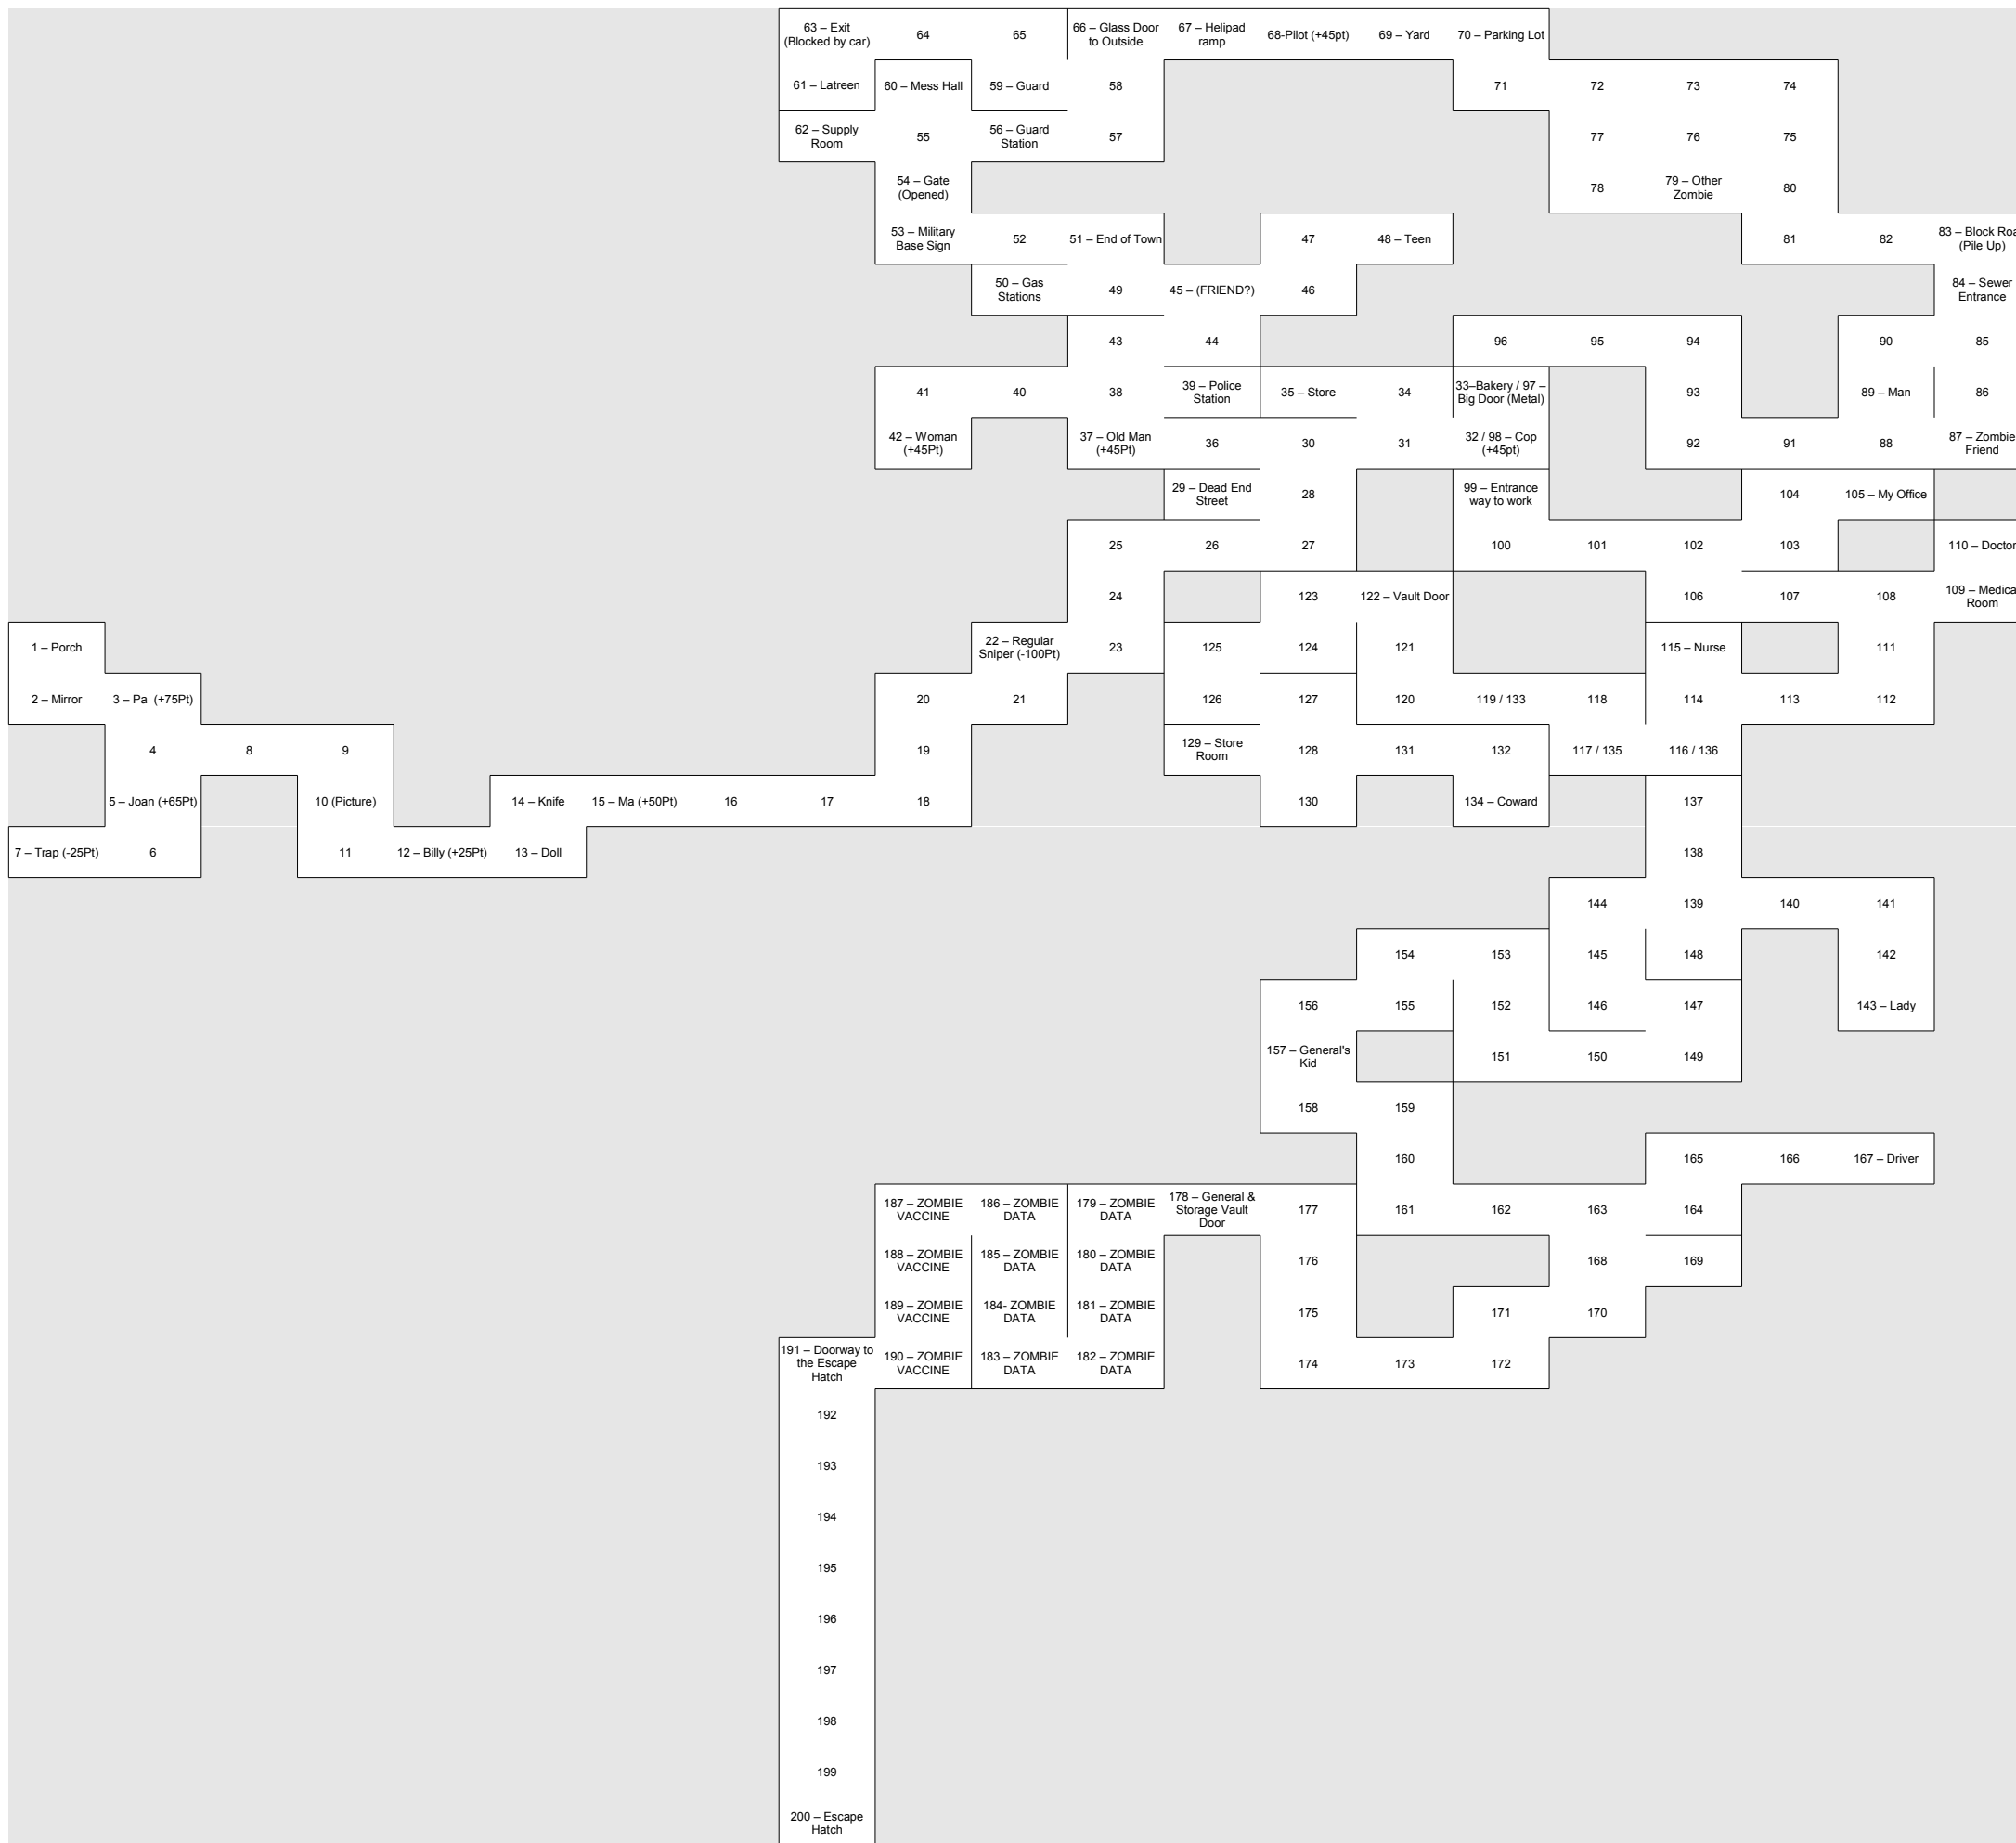 63 – Exit
(Blocked by car)
64
65
66 – Glass Door
to Outside
67 – Helipad
ramp
68-Pilot (+45pt)
69 – Yard
70 – Parking Lot
61 – Latreen
60 – Mess Hall
59 – Guard
58
71
72
73
74
62 – Supply
Room
55
56 – Guard
Station
57
77
76
75
54 – Gate
(Opened)
78
79 – Other
Zombie
80
53 – Military
Base Sign
52
51 – End of Town
47
48 – Teen
81
82
83 – Block
(Pile Up)
50 – Gas
Stations
49
45 – (FRIEND?)
46
84 – Sewer
Entrance
43
44
96
95
94
90
85
41
40
38
39 – Police
Station
35 – Store
34
33–Bakery / 97 –
Big Door (Metal)
93
89 – Man
86
42 – Woman
(+45Pt)
37 – Old Man
(+45Pt)
36
30
31
32 / 98 – Cop
(+45pt)
92
91
88
87 – Zombie
Friend
29 – Dead End
Street
28
99 – Entrance
way to work
104
105 – My Office
25
26
27
100
101
102
103
110 – Doctor
24
123
122 – Vault Door
106
107
108
109 – Medica
Room
1 – Porch
22 – Regular
Sniper (-100Pt)
23
125
124
121
115 – Nurse
111
2 – Mirror
3 – Pa (+75Pt)
20
21
126
127
120
119 / 133
118
114
113
112
4
8
9
19
129 – Store
Room
128
131
132
117 / 135
116 / 136
5 – Joan (+65Pt)
10 (Picture)
14 – Knife
15 – Ma (+50Pt)
16
17
18
130
134 – Coward
137
7 – Trap (-25Pt)
6
11
12 – Billy (+25Pt)
13 – Doll
138
144
139
140
141
154
153
145
148
142
156
155
152
146
147
143 – Lady
157 – General's
Kid
151
150
149
158
159
160
165
166
167 – Driver
187 – ZOMBIE
VACCINE
186 – ZOMBIE
DATA
179 – ZOMBIE
DATA
178 – General &
Storage Vault
Door
177
161
162
163
164
188 – ZOMBIE
VACCINE
185 – ZOMBIE
DATA
180 – ZOMBIE
DATA
176
168
169
189 – ZOMBIE
VACCINE
184- ZOMBIE
DATA
181 – ZOMBIE
DATA
175
171
170
191 – Doorway to
the Escape
Hatch
190 – ZOMBIE
VACCINE
183 – ZOMBIE
DATA
182 – ZOMBIE
DATA
174
173
172
192
193
194
195
196
197
198
199
200 – Escape
Hatch